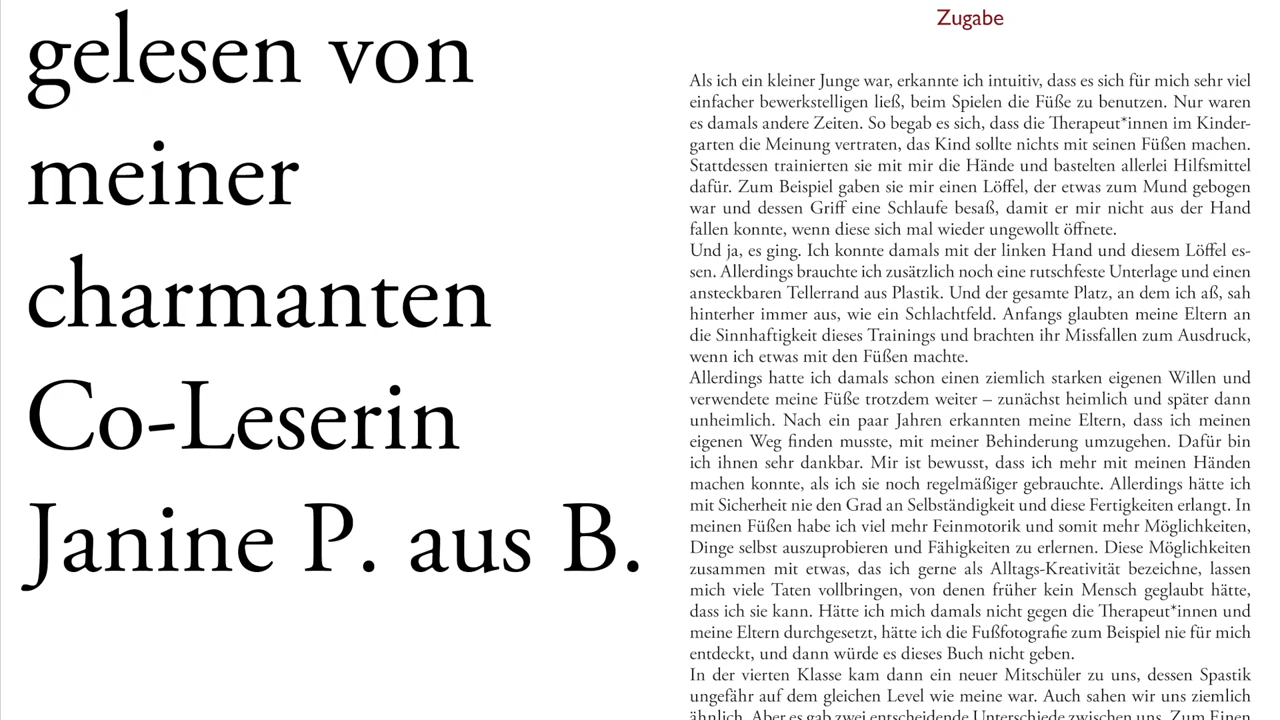 gelesen von
meiner
charmanten
Co-Leserin
Janine P. aus B.
Zugabe
Als ich ein kleiner Junge war, erkannte ich intuitiv, dass es sich für mich sehr viel
einfacher bewerkstelligen ließ, beim Spielen die Füße zu benutzen. Nur waren
es damals andere Zeiten. So begab es sich, dass die Therapeut*innen im Kinder-
garten die Meinung vertraten, das Kind sollte nichts mit seinen Füßen machen.
Stattdessen trainierten sie mit mir die Hände und bastelten allerlei Hilfsmittel
dafür. Zum Beispiel gaben sie mir einen Löffel, der etwas zum Mund gebogen
war und dessen Griff eine Schlaufe besaß, damit er mir nicht aus der Hand
fallen konnte, wenn diese sich mal wieder ungewollt öffnete.
Und ja, es ging. Ich konnte damals mit der linken Hand und diesem Löffel es-
sen. Allerdings brauchte ich zusätzlich noch eine rutschfeste Unterlage und einen
ansteckbaren Tellerrand aus Plastik. Und der gesamte Platz, an dem ich aß, sah
hinterher immer aus, wie ein Schlachtfeld. Anfangs glaubten meine Eltern an
die Sinnhaftigkeit dieses Trainings und brachten ihr Missfallen zum Ausdruck,
wenn ich etwas mit den Füßen machte.
Allerdings hatte ich damals schon einen ziemlich starken eigenen Willen und
verwendete meine Füße trotzdem weiter – zunächst heimlich und später dann
unheimlich. Nach ein paar Jahren erkannten meine Eltern, dass ich meinen
eigenen Weg finden musste, mit meiner Behinderung umzugehen. Dafür bin
ich ihnen sehr dankbar. Mir ist bewusst, dass ich mehr mit meinen Händen
machen konnte, als ich sie noch regelmäßiger gebrauchte. Allerdings hätte ich
mit Sicherheit nie den Grad an Selbständigkeit und diese Fertigkeiten erlangt. In
meinen Füßen habe ich viel mehr Feinmotorik und somit mehr Möglichkeiten,
Dinge selbst auszuprobieren und Fähigkeiten zu erlernen. Diese Möglichkeiten
zusammen mit etwas, das ich gerne als Alltags-Kreativität bezeichne, lassen
mich viele Taten vollbringen, von denen früher kein Mensch geglaubt hätte,
dass ich sie kann. Hätte ich mich damals nicht gegen die Therapeut*innen und
meine Eltern durchgesetzt, hätte ich die Fußfotografie zum Beispiel nie für mich
entdeckt, und dann würde es dieses Buch nicht geben.
In der vierten Klasse kam dann ein neuer Mitschüler zu uns, dessen Spastik
ungefähr auf dem gleichen Level wie meine war. Auch sahen wir uns ziemlich
ähnlich. Aber es gab zwei entscheidende Unterschiede zwischen uns. Zum Einen